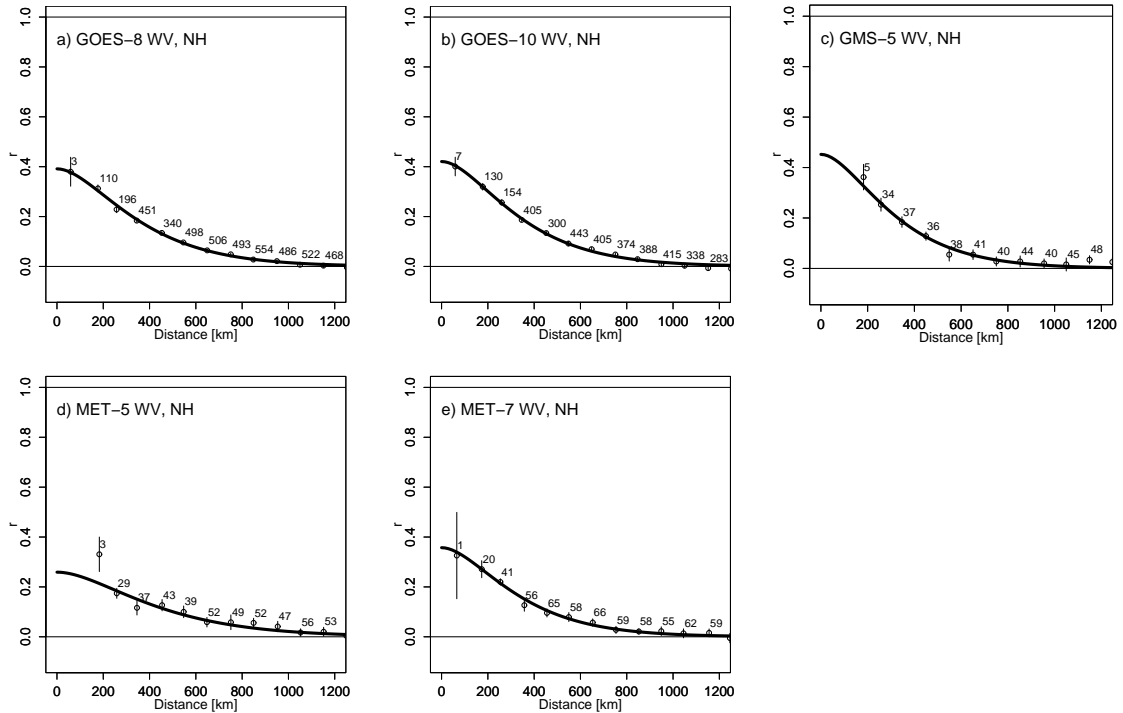 a) GOES−8 WV, NH
r
0.0 0.2 0.4 0.6 0.8 1.0
3 110 196 451 340 498 506 493 554 486 522 468
0 200 400 600 800 1000 1200
Distance [km]
b) GOES−10 WV, NH
r
0.0 0.2 0.4 0.6 0.8 1.0
7 130 154 405 300 443 405 374 388 415 338 283
0 200 400 600 800 1000 1200
Distance [km]
c) GMS−5 WV, NH
r
0.0 0.2 0.4 0.6 0.8 1.0
5 34 37 36 38 41 40 44 40 45 48
0 200 400 600 800 1000 1200
Distance [km]
d) MET−5 WV, NH
r
0.0 0.2 0.4 0.6 0.8 1.0
3 29 37 43 39 52 49 52 47 56 53
0 200 400 600 800 1000 1200
Distance [km]
e) MET−7 WV, NH
r
0.0 0.2 0.4 0.6 0.8 1.0
1 20 41 56 65 58 66 59 58 55 62 59
0 200 400 600 800 1000 1200
Distance [km]